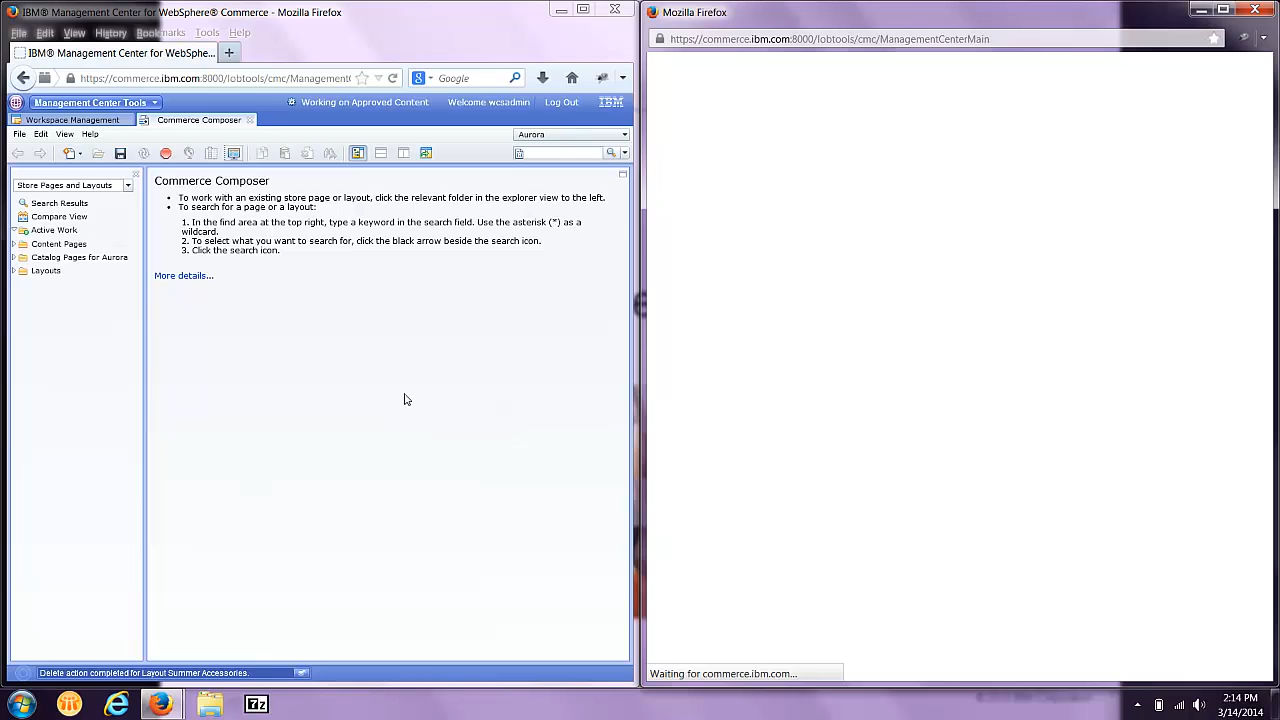 IBM® Management Center for WebSphere® Commerce - Mozilla Firefox
File Edit View History Bookmarks Tools Help
IBM® Management Center for WebSphe...
https://commerce.ibm.com:8000/lobtools/cmc/Management
Google
Management Center Tools
Working on Approved Content
Welcome wcsadmin
Log Out
IBM
Workspace Management
Commerce Composer
File Edit View Help
Aurora
Store Pages and Layouts
Search Results
Compare View
Active Work
Content Pages
Catalog Pages for Aurora
Layouts
Commerce Composer
• To work with an existing store page or layout, click the relevant folder in the explorer view to the left.
• To search for a page or a layout:
1. In the find area at the top right, type a keyword in the search field. Use the asterisk (*) as a
wildcard.
2. To select what you want to search for, click the black arrow beside the search icon.
3. Click the search icon.
More details...
Delete action completed for Layout Summer Accessories.
Mozilla Firefox
https://commerce.ibm.com:8000/lobtools/cmc/ManagementCenterMain
Waiting for commerce.ibm.com...
7z
2:14 PM
3/14/2014